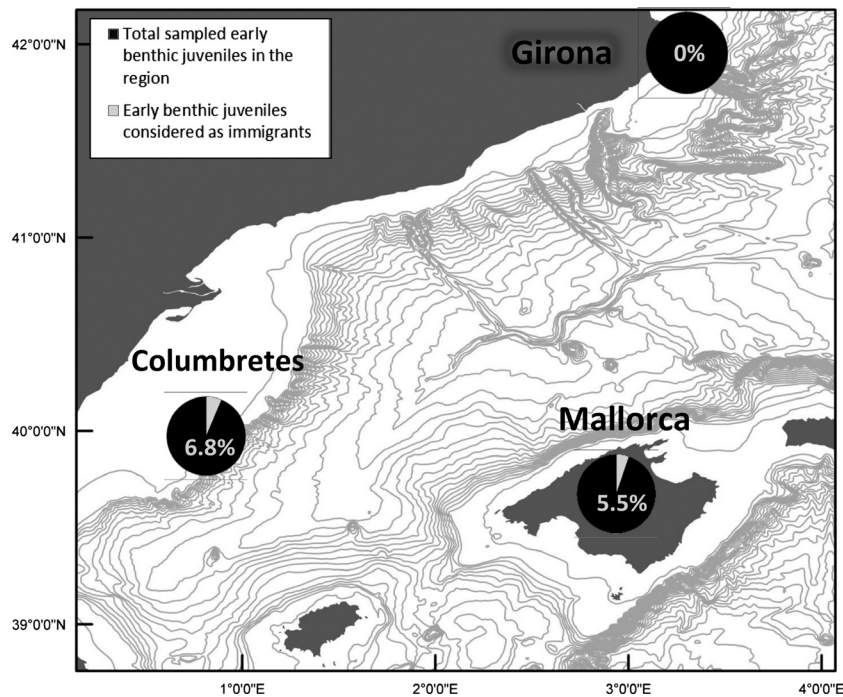 Total sampled early
benthic juveniles in the
region
Early benthic juveniles
considered as immigrants
Girona
0%
Columbretes
6.8%
Mallorca
5.5%
42°0'0"N
41°0'0"N
40°0'0"N
39°0'0"N
1°0'0"E
2°0'0"E
3°0'0"E
4°0'0"E